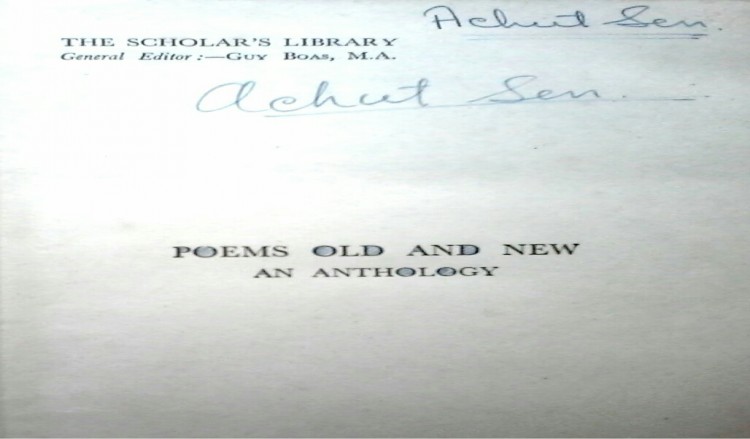 Achut Sen.
THE SCHOLAR'S LIBRARY
General Editor:—GUY BOAS, M.A.
Achut Sen.
POEMS OLD AND NEW
AN ANTHOLOGY